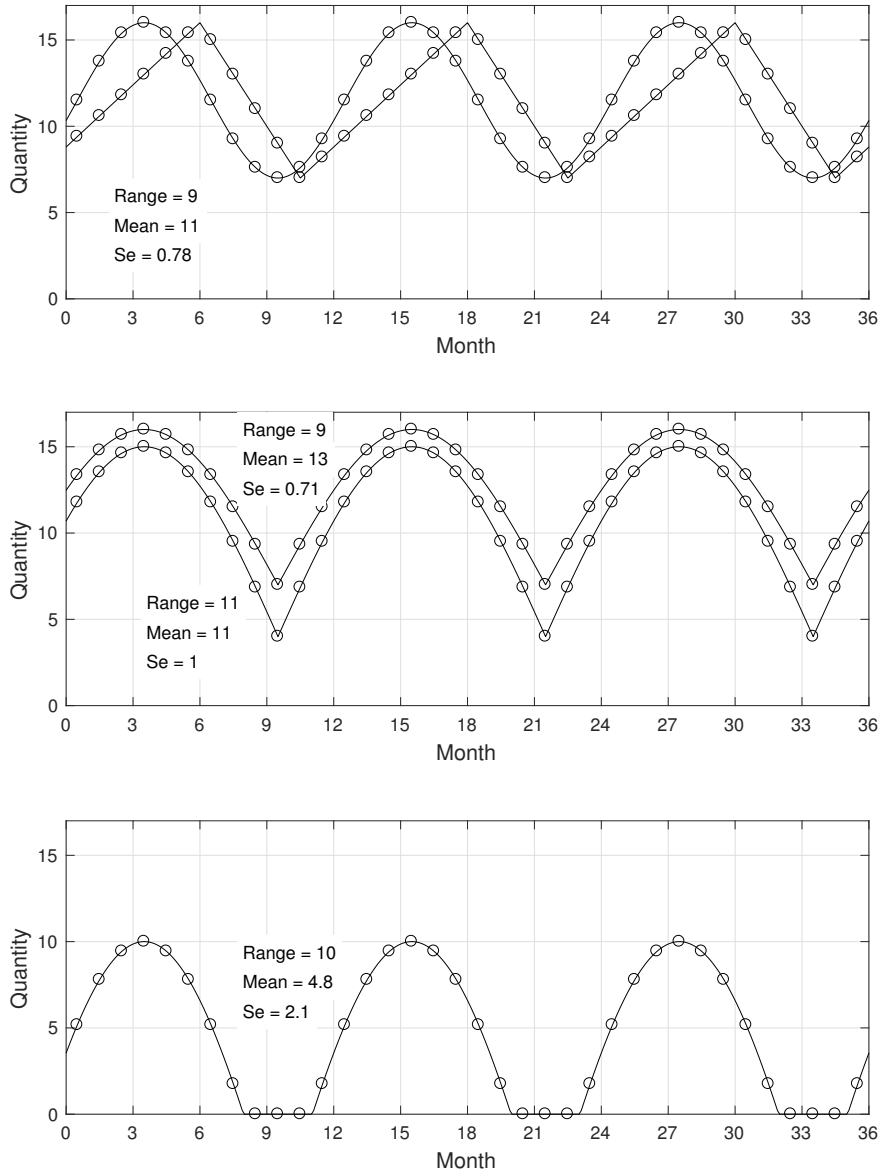 15
10
5
0
Quantity
Range = 9
Mean = 11
Se = 0.78
0 3 6 9 12 15 18 21 24 27 30 33 36
Month
15
10
5
0
Quantity
Range = 9
Mean = 13
Se = 0.71
Range = 11
Mean = 11
Se = 1
0 3 6 9 12 15 18 21 24 27 30 33 36
Month
15
10
5
0
Quantity
Range = 10
Mean = 4.8
Se = 2.1
0 3 6 9 12 15 18 21 24 27 30 33 36
Month